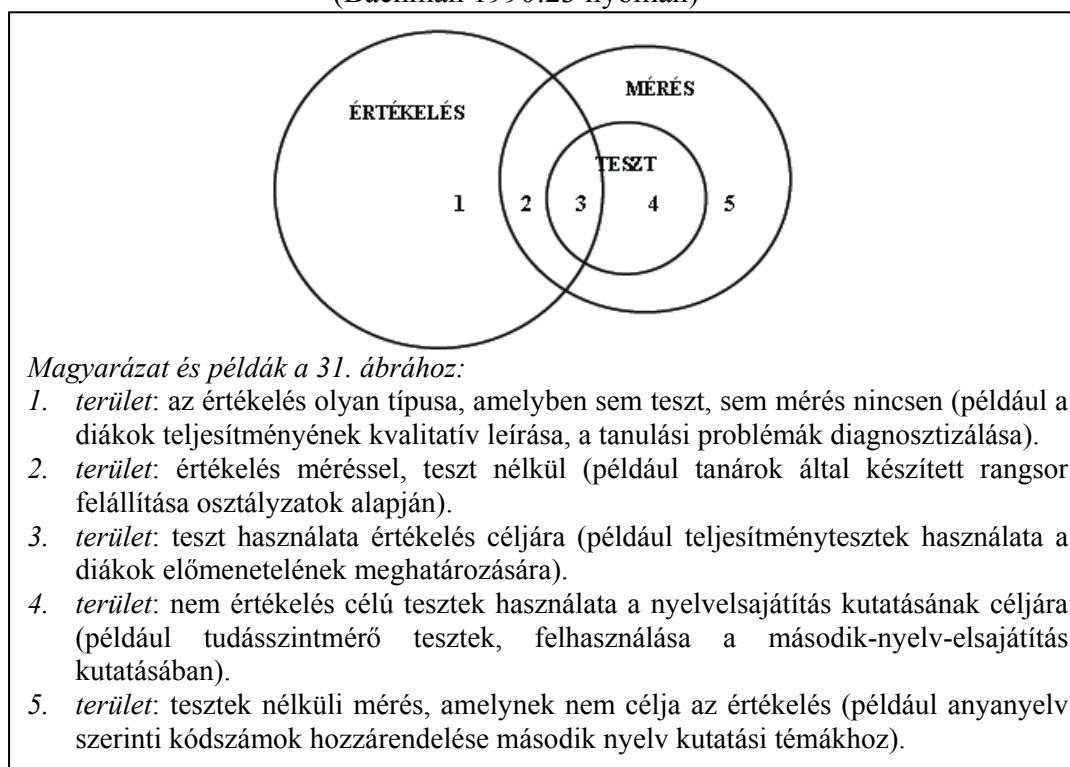 (Bachman 1990:23 nyomán)
MÉRÉS
ÉRTÉKELÉS
TESZT
1 2 3 4 5
Magyarázat és példák a 31. ábrához:
1. terület: az értékelés olyan típusa, amelyben sem teszt, sem mérés nincsen (például a
diákok teljesítményének kvalitatív leírása, a tanulási problémák diagnosztizálása).
2. terület: értékelés méréssel, teszt nélkül (például tanárok által készített rangsor
felállítása osztályzatok alapján).
3. terület: teszt használata értékelés céljára (például teljesítménytesztek használata a
diákok előmenetelének meghatározására).
4. terület: nem értékelés célú tesztek használata a nyelvelsajátítás kutatásának céljára
(például tudásszintmérő tesztek, felhasználása a második-nyelv-elsajátítás
kutatásában).
5. terület: tesztek nélküli mérés, amelynek nem célja az értékelés (például anyanyelv
szerinti kódszámok hozzárendelése második nyelv kutatási témákhoz).